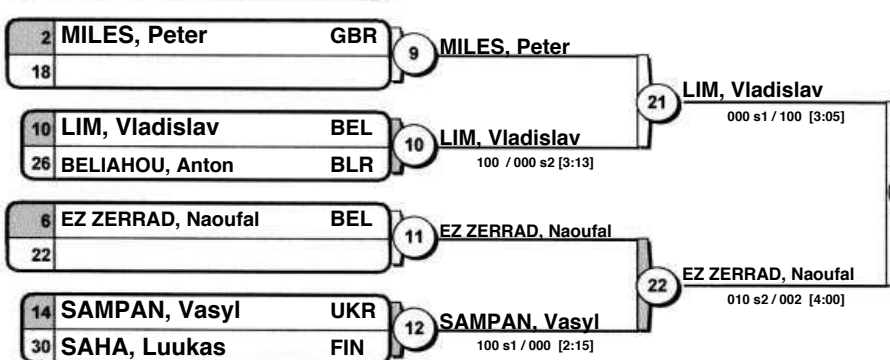 2 MILES, Peter GBR
18
9
MILES, Peter
10 LIM, Vladislav BEL
26 BELIAHOU, Anton BLR
10
LIM, Vladislav
100 / 000 s2 [3:13]
21
LIM, Vladislav
000 s1 / 100 [3:05]
6 EZ ZERRAD, Naoufal BEL
22
11
EZ ZERRAD, Naoufal
14 SAMPAN, Vasyl UKR
30 SAHA, Luukas FIN
12
SAMPAN, Vasyl
100 s1 / 000 [2:15]
22
EZ ZERRAD, Naoufal
010 s2 / 002 [4:00]